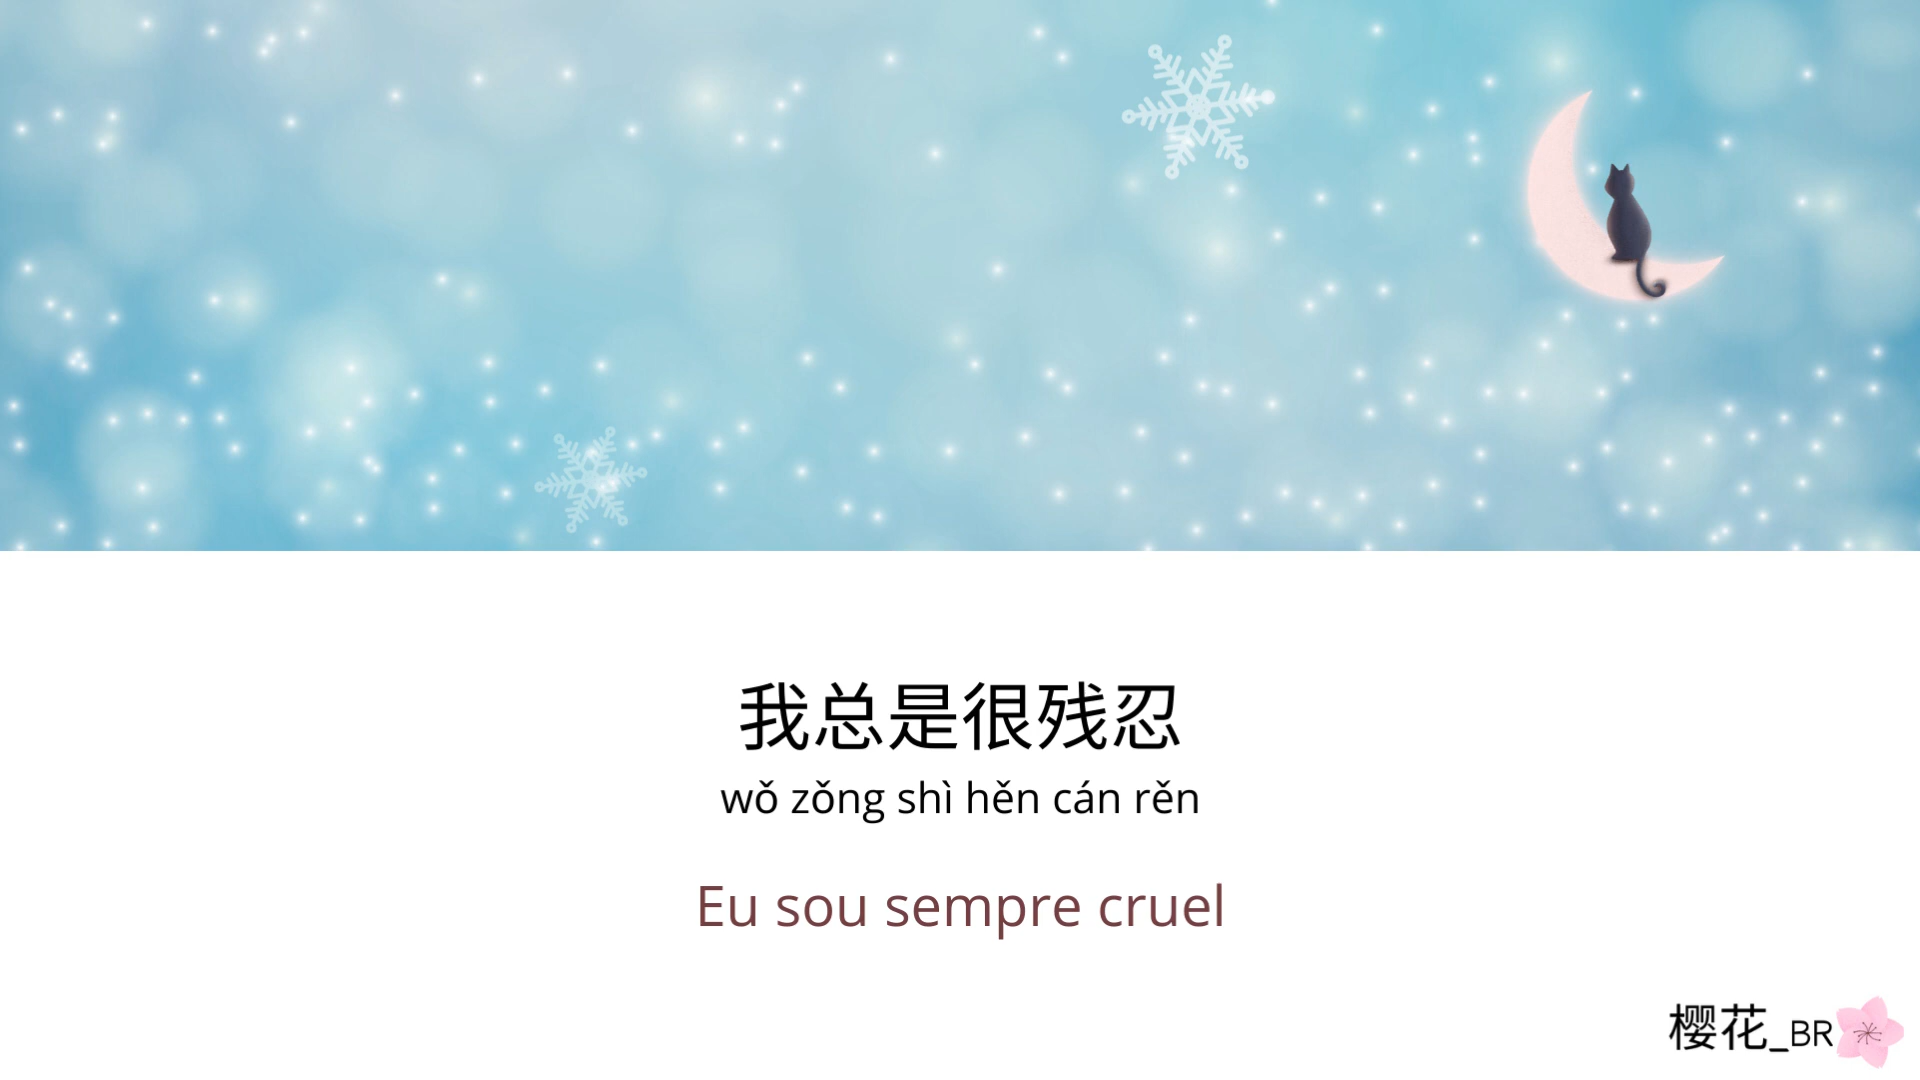 我总是很残忍
wǒ zǒng shì hěn cán rěn
Eu sou sempre cruel
樱花_BR